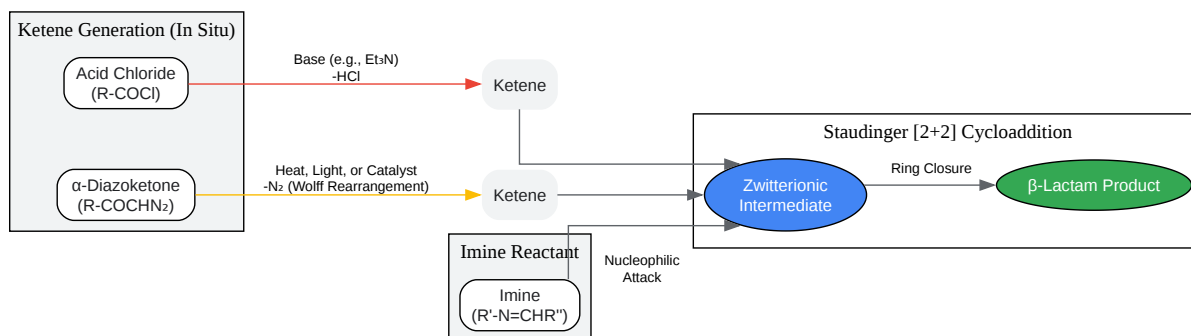 Ketene Generation (In Situ)
Acid Chloride
(R-COCl)
Base (e.g., Et₃N)
-HCl
Ketene
α-Diazoketone
(R-COCHN₂)
Heat, Light, or Catalyst
-N₂ (Wolff Rearrangement)
Ketene
Imine Reactant
Imine
(R'-N=CHR'')
Nucleophilic
Attack
Staudinger [2+2] Cycloaddition
Zwitterionic
Intermediate
Ring Closure
β-Lactam Product